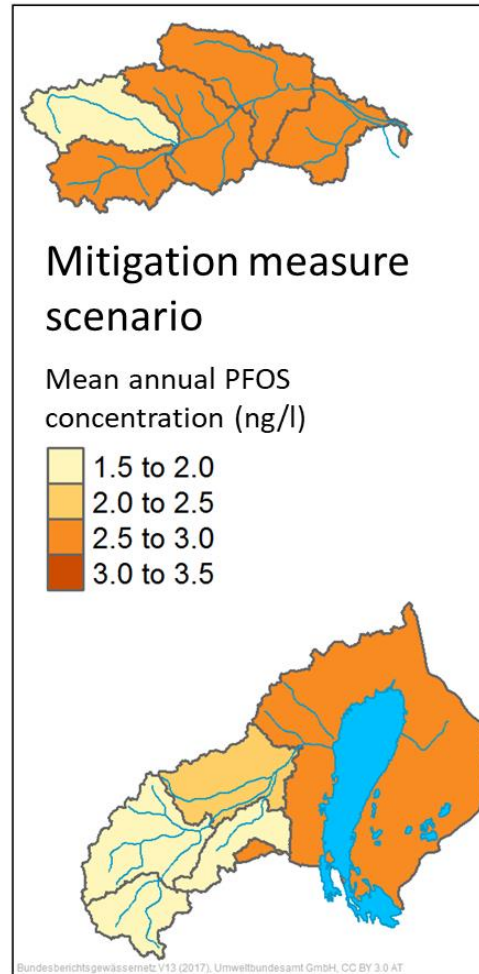 Mitigation measure
scenario
Mean annual PFOS
concentration (ng/l)
1.5 to 2.0
2.0 to 2.5
2.5 to 3.0
3.0 to 3.5
Bundesberichtsgewässernetz V13 (2017), Umweltbundesamt GmbH, CC BY 3.0 AT